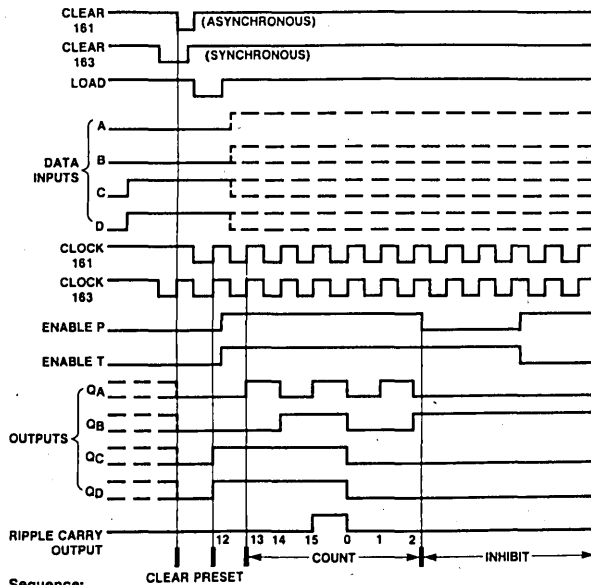 CLEAR
161
(ASYNCHRONOUS)
CLEAR
163
(SYNCHRONOUS)
LOAD
A
B
DATA
INPUTS
C
D
CLOCK
161
CLOCK
163
ENABLE P
ENABLE T
QA
QB
OUTPUTS
QC
QD
RIPPLE CARRY
OUTPUT
12 13 14 15 0 1 2
COUNT INHIBIT
CLEAR PRESET
Sequence: